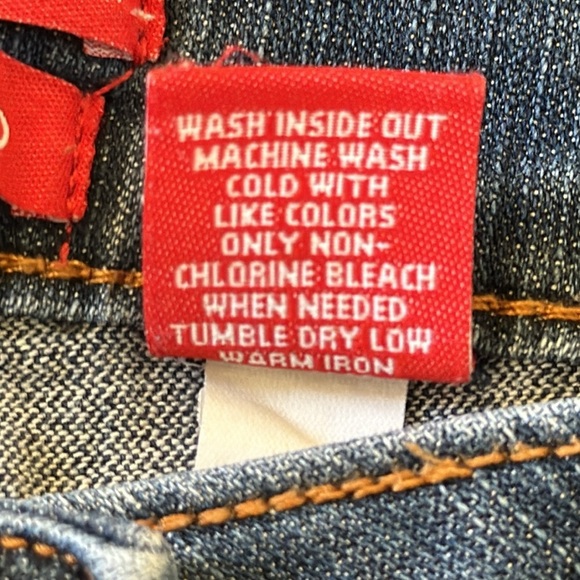 WASH INSIDE OUT
MACHINE WASH
COLD WITH
LIKE COLORS
ONLY NON-
CHLORINE BLEACH
WHEN NEEDED
TUMBLE DRY LOW
WARM IRON